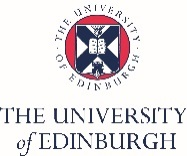 THE UNIVERSITY
OF EDINBURGH
THE UNIVERSITY
of EDINBURGH